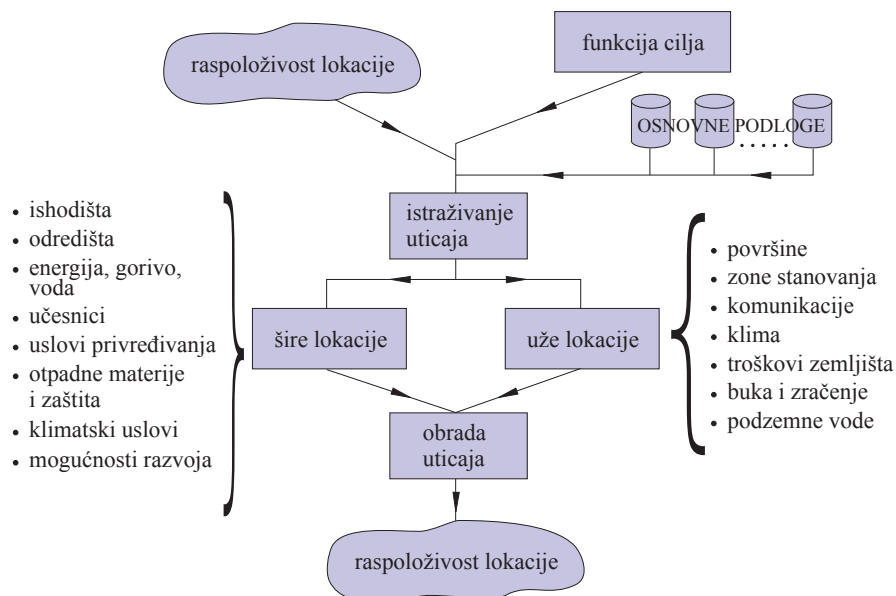 raspoloživost lokacije
funkcija cilja
OSNOVNE PODLOGE
.....
istraživanje
uticaja
• ishodišta
• odredišta
• energija, gorivo,
voda
• učesnici
• uslovi privređivanja
• otpadne materije
i zaštita
• klimatski uslovi
• mogućnosti razvoja
šire lokacije
uže lokacije
• površine
• zone stanovanja
• komunikacije
• klima
• troškovi zemljišta
• buka i zračenje
• podzemne vode
obrada
uticaja
raspoloživost lokacije